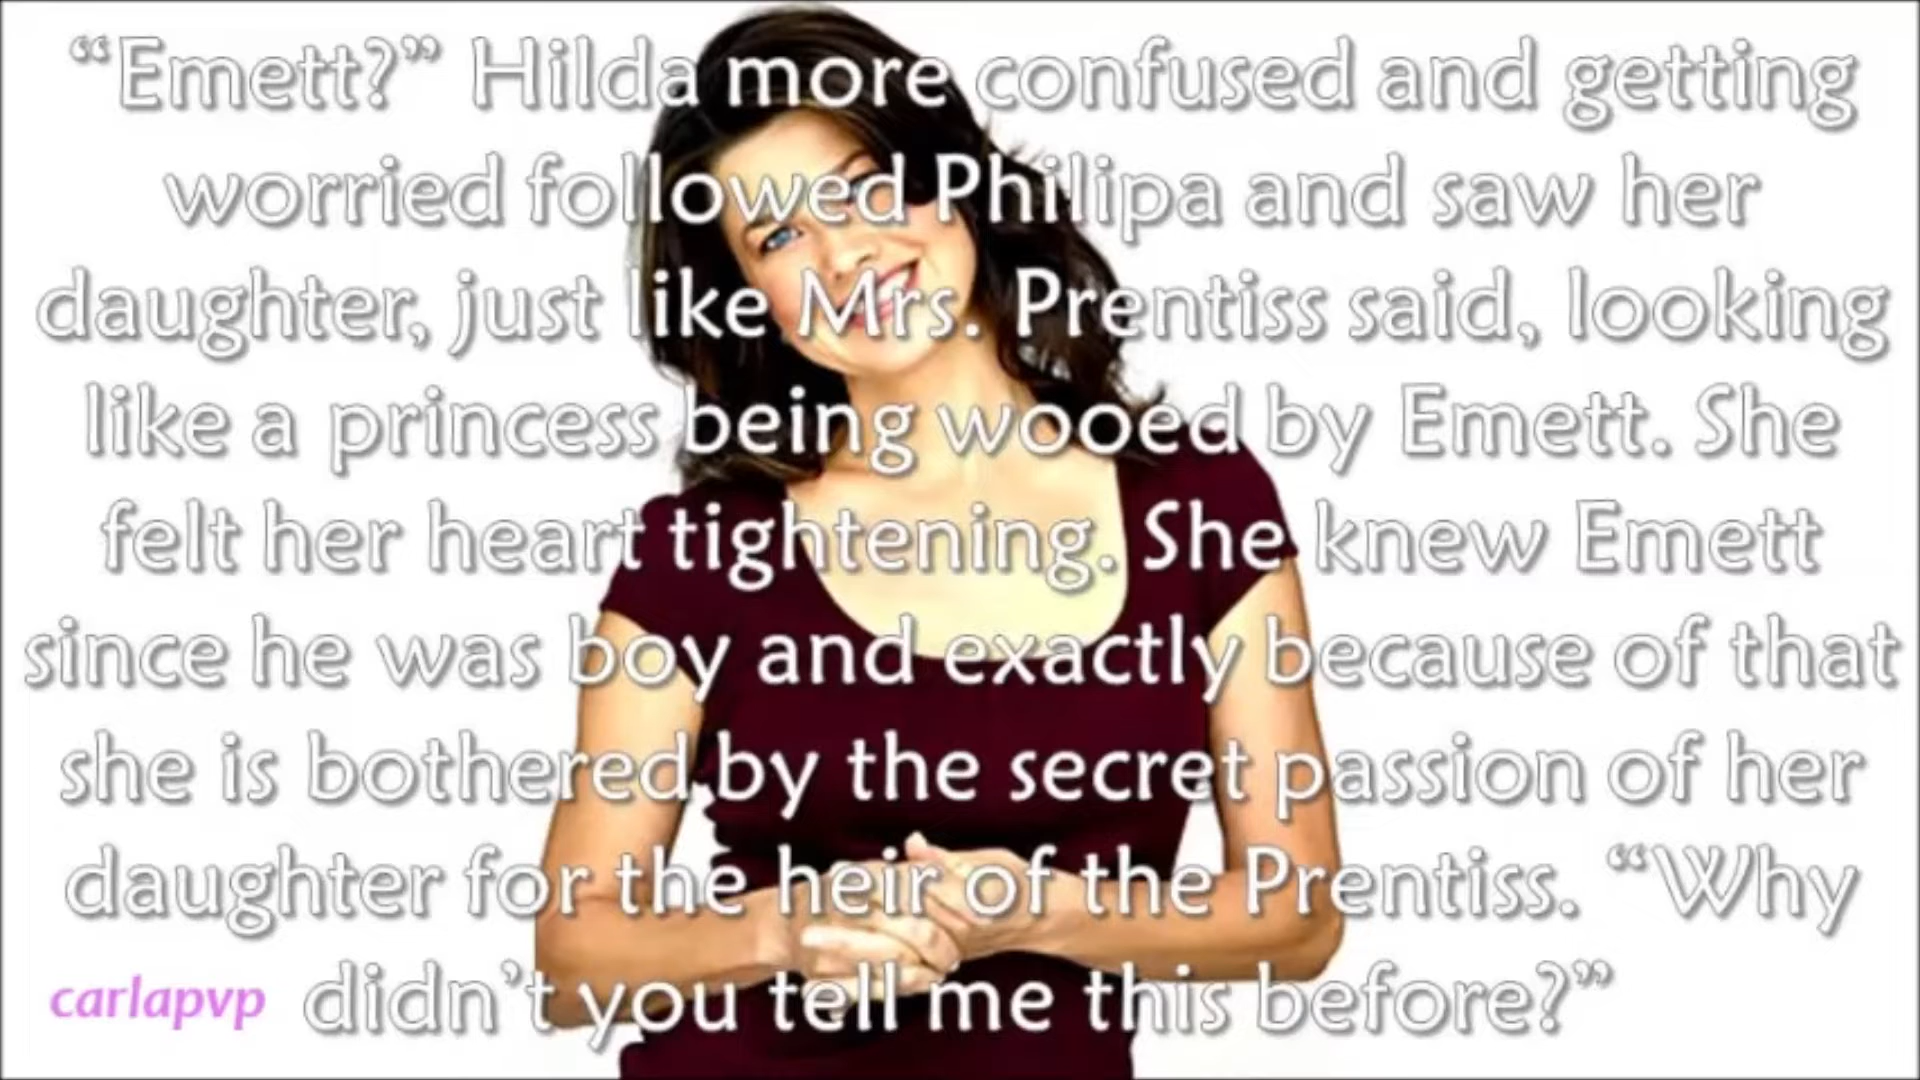 “Emett?” Hilda more confused and getting
worried followed Philipa and saw her
daughter, just like Mrs. Prentiss said, looking
like a princess being wooed by Emett. She
felt her heart tightening. She knew Emett
since he was boy and exactly because of that
she is bothered by the secret passion of her
daughter for the heir of the Prentiss. “Why
didn’t you tell me this before?”
carlapvp